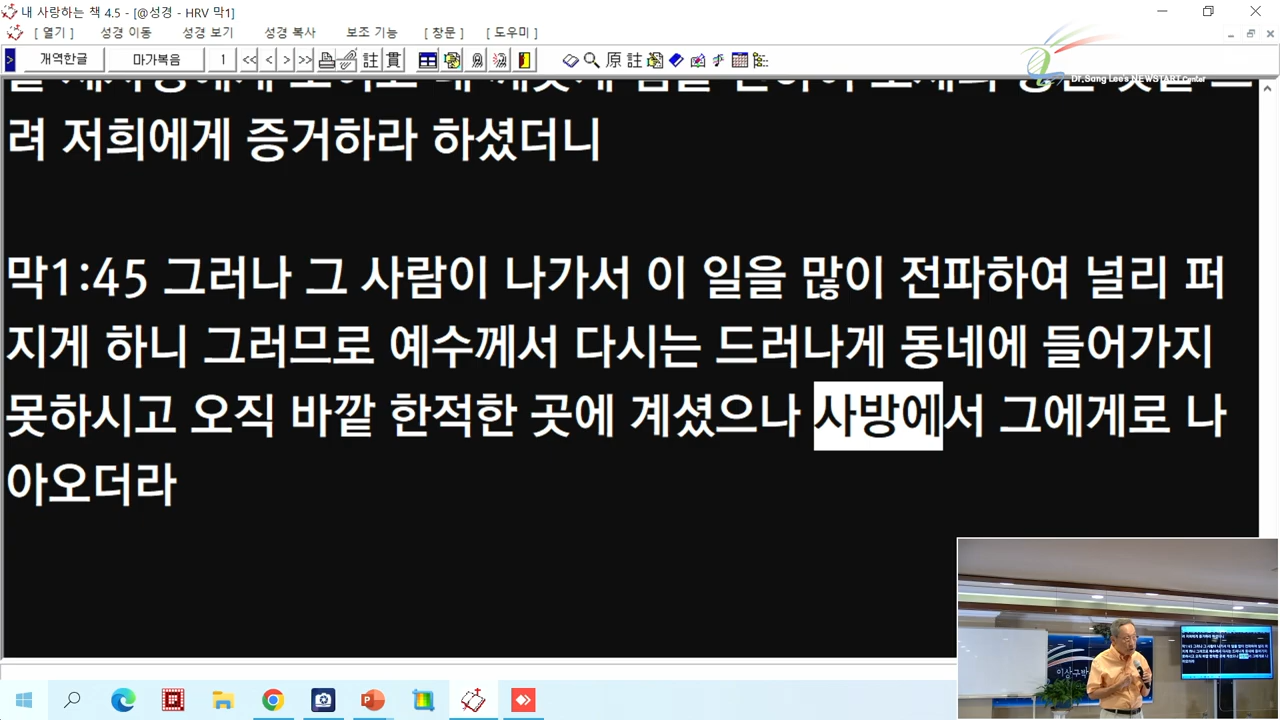 내 사랑하는 책 4.5 - [@성경 - HRV 막1]
[ 열기 ] 성경 이동 성경 보기 성경 복사 보조 기능 [ 창문 ] [ 도우미 ]
개역한글 마가복음 1 << < > >> 註 貫 原 註
Dr. Sang Lee's NEWSTART Center
려 저희에게 증거하라 하셨더니
막1:45 그러나 그 사람이 나가서 이 일을 많이 전파하여 널리 퍼
지게 하니 그러므로 예수께서 다시는 드러나게 동네에 들어가지
못하시고 오직 바깥 한적한 곳에 계셨으나 사방에서 그에게로 나
아오더라
이상구박